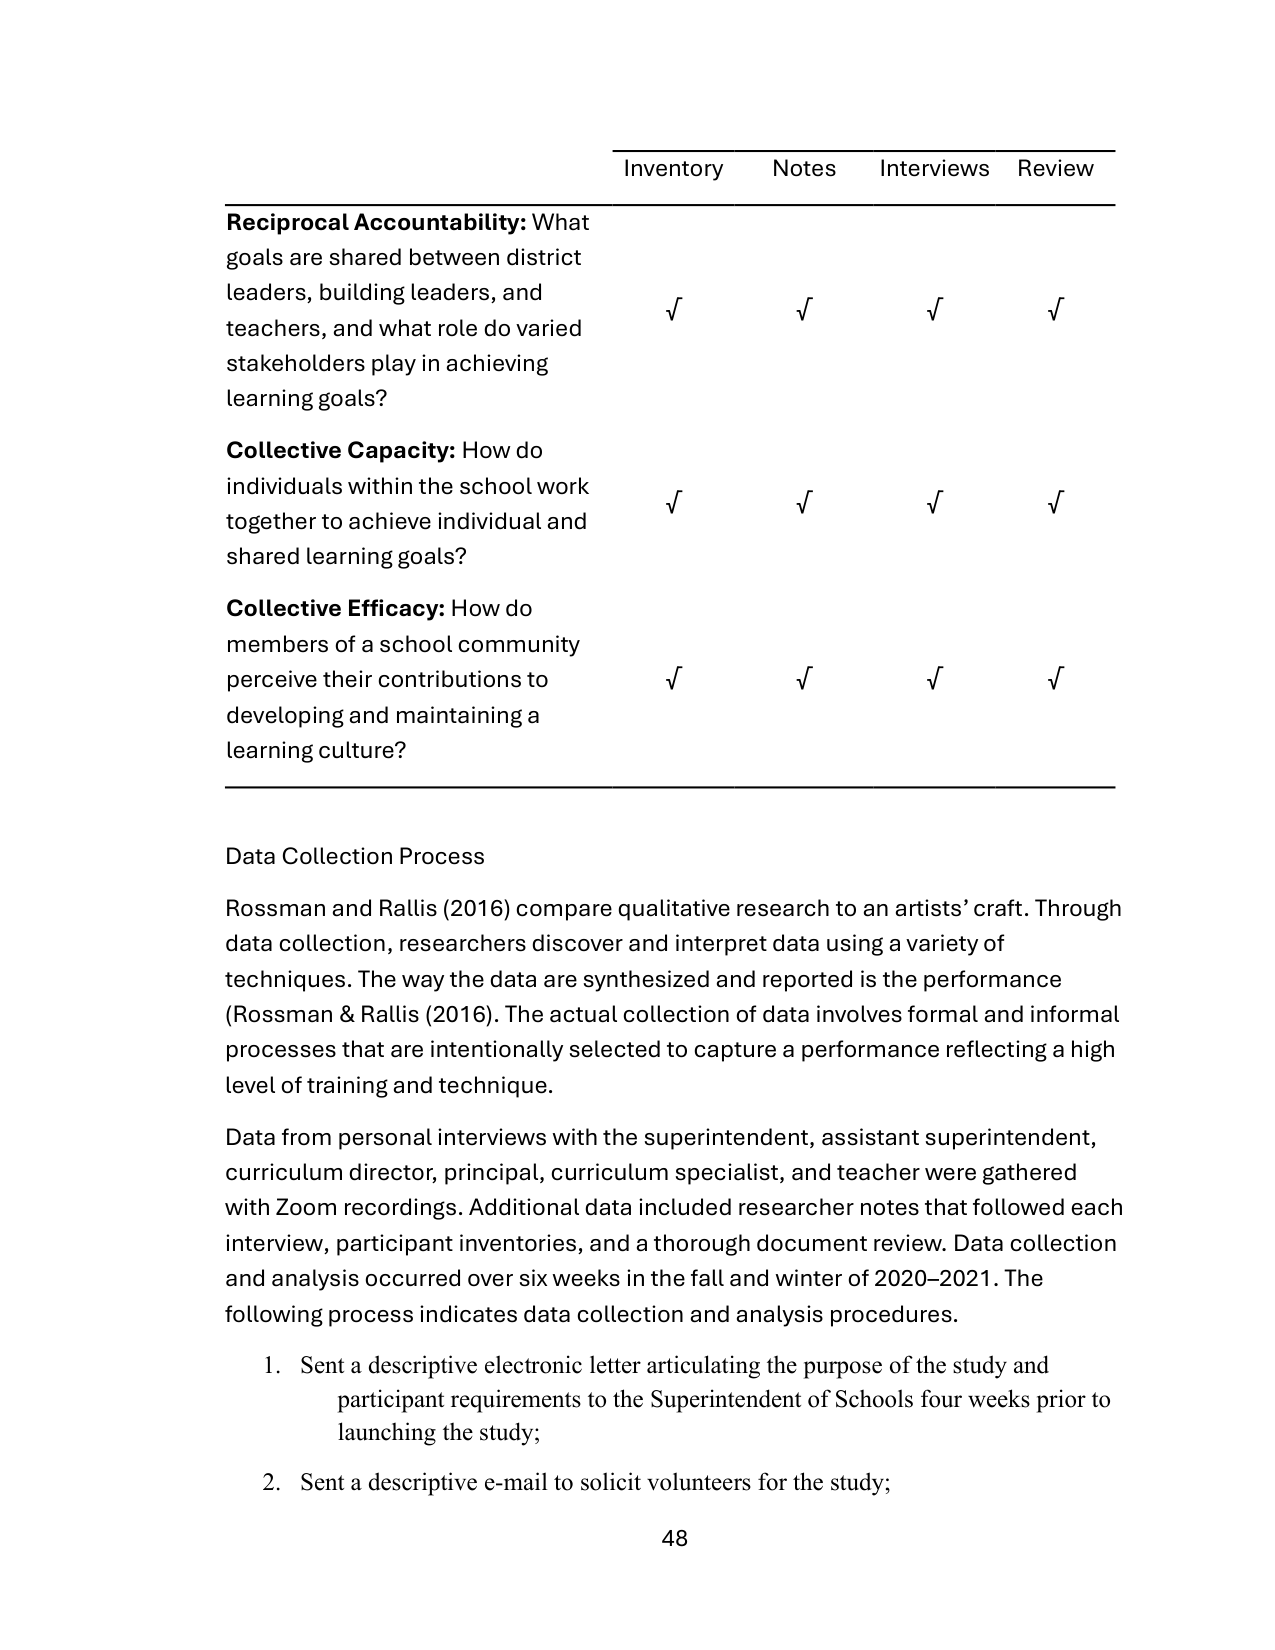 Inventory Notes Interviews Review
Reciprocal Accountability: What
goals are shared between district
leaders, building leaders, and
teachers, and what role do varied
stakeholders play in achieving
learning goals?
√ √ √ √
Collective Capacity: How do
individuals within the school work
together to achieve individual and
shared learning goals?
√ √ √ √
Collective Efficacy: How do
members of a school community
perceive their contributions to
developing and maintaining a
learning culture?
√ √ √ √
Data Collection Process
Rossman and Rallis (2016) compare qualitative research to an artists’ craft. Through
data collection, researchers discover and interpret data using a variety of
techniques. The way the data are synthesized and reported is the performance
(Rossman & Rallis (2016). The actual collection of data involves formal and informal
processes that are intentionally selected to capture a performance reflecting a high
level of training and technique.
Data from personal interviews with the superintendent, assistant superintendent,
curriculum director, principal, curriculum specialist, and teacher were gathered
with Zoom recordings. Additional data included researcher notes that followed each
interview, participant inventories, and a thorough document review. Data collection
and analysis occurred over six weeks in the fall and winter of 2020–2021. The
following process indicates data collection and analysis procedures.
1. Sent a descriptive electronic letter articulating the purpose of the study and
participant requirements to the Superintendent of Schools four weeks prior to
launching the study;
2. Sent a descriptive e-mail to solicit volunteers for the study;
48